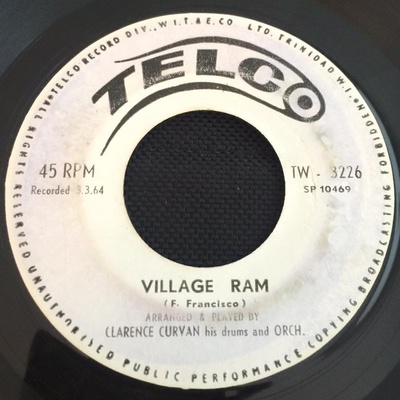 TELCO RECORD DIV., W.I.T.& E.CO LTD. TRINIDAD W.I.
TELCO
45 RPM
Recorded 3.3.64
TW - 3226
SP 10469
VILLAGE RAM
(F. Francisco)
ARRANGED & PLAYED BY
CLARENCE CURVAN his drums and ORCH.
ALL RIGHTS RESERVED UNAUTHORISED PUBLIC PERFORMANCE COPYING BROADCASTING FORBIDDEN